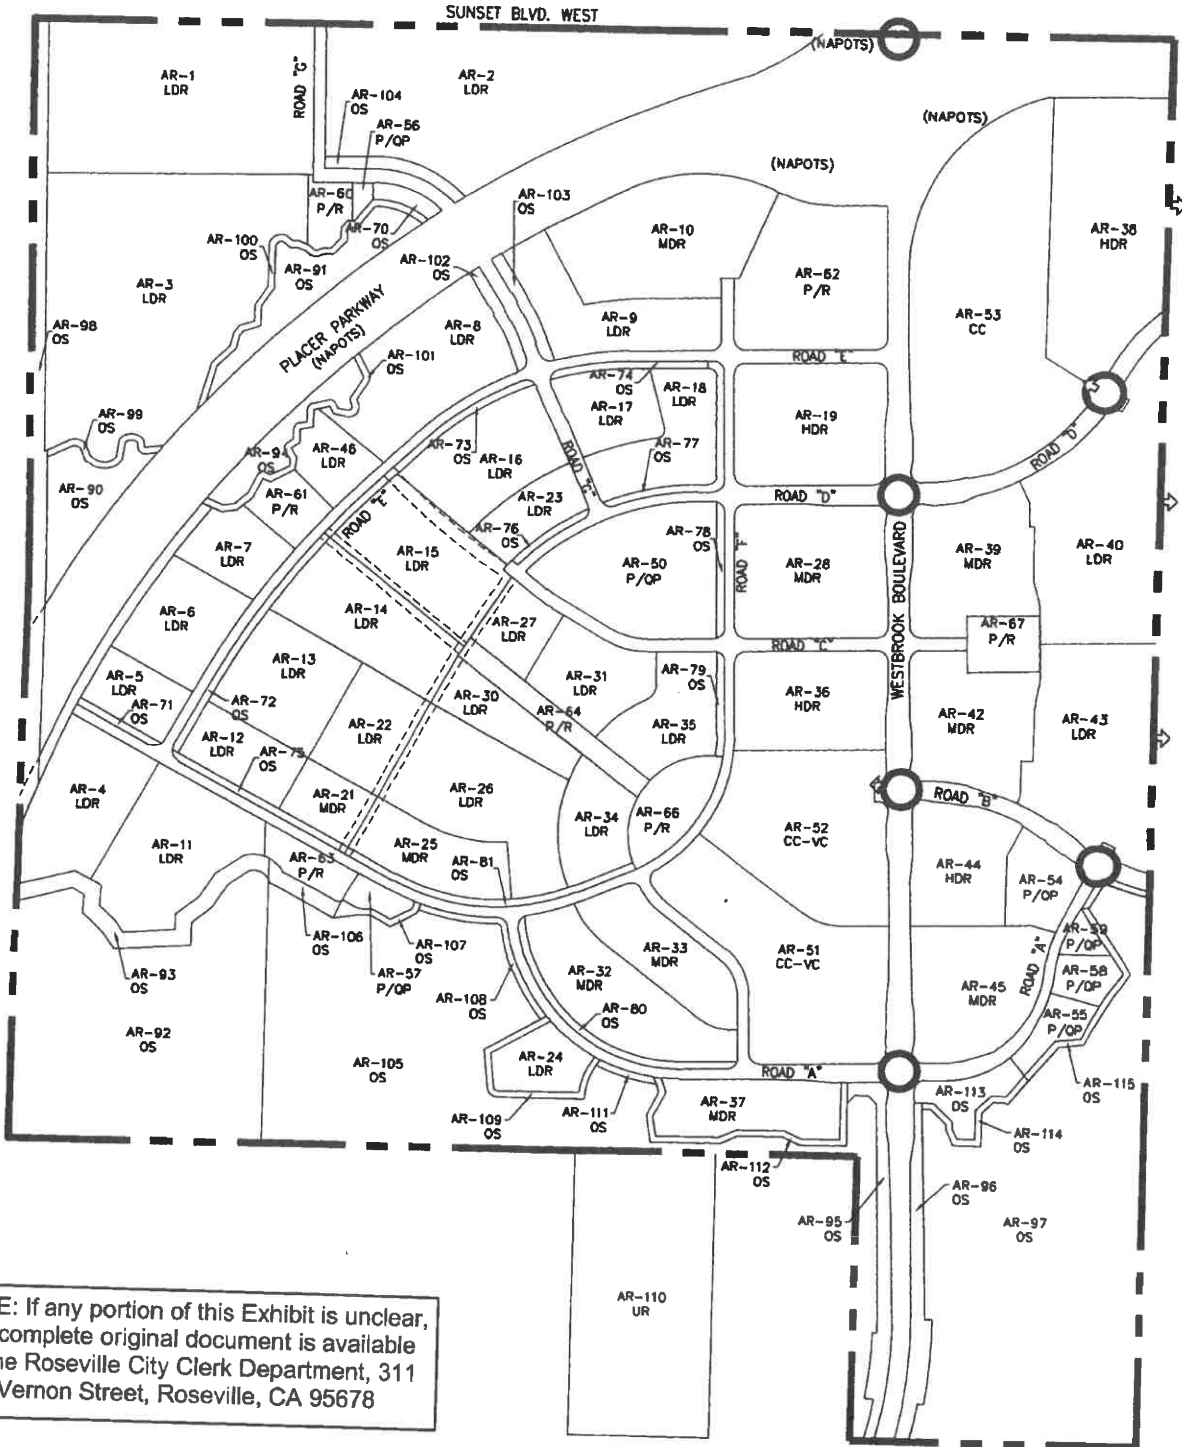 SUNSET BLVD. WEST
(NAPOTS)
AR-1
LDR
ROAD "G"
AR-2
LDR
AR-104
OS
AR-56
P/QP
(NAPOTS)
(NAPOTS)
AR-60
P/R
AR-103
OS
AR-70
OS
AR-10
MDR
AR-38
HDR
AR-100
OS
AR-91
OS
AR-102
OS
AR-62
P/R
AR-3
LDR
PLACER PARKWAY
(NAPOTS)
AR-8
LDR
AR-9
LDR
AR-53
CC
AR-98
OS
AR-101
OS
ROAD "E"
AR-74
OS
AR-18
LDR
AR-17
LDR
AR-19
HDR
AR-99
OS
AR-73
OS
AR-77
OS
AR-94
OS
AR-46
LDR
AR-16
LDR
ROAD "G"
ROAD "D"
AR-90
OS
AR-61
P/R
ROAD "E"
AR-23
LDR
ROAD "D"
AR-76
OS
AR-78
OS
AR-7
LDR
AR-15
LDR
AR-50
P/QP
ROAD "F"
AR-28
MDR
WESTBROOK BOULEVARD
AR-39
MDR
AR-40
LDR
AR-6
LDR
AR-14
LDR
AR-27
LDR
AR-67
P/R
ROAD "C"
AR-5
LDR
AR-13
LDR
AR-31
LDR
AR-79
OS
AR-71
OS
AR-72
OS
AR-30
LDR
AR-64
P/R
AR-36
HDR
AR-12
LDR
AR-22
LDR
AR-35
LDR
AR-42
MDR
AR-43
LDR
AR-75
OS
AR-4
LDR
AR-21
MDR
AR-26
LDR
ROAD "B"
AR-34
LDR
AR-66
P/R
AR-52
CC-VC
AR-11
LDR
AR-25
MDR
AR-63
P/R
AR-81
OS
AR-44
HDR
AR-54
P/QP
AR-106
OS
AR-107
OS
AR-59
P/QP
AR-93
OS
AR-57
P/QP
AR-33
MDR
AR-51
CC-VC
ROAD "A"
AR-32
MDR
AR-58
P/QP
AR-45
MDR
AR-108
OS
AR-80
OS
AR-55
P/QP
AR-92
OS
AR-105
OS
AR-24
LDR
ROAD "A"
AR-115
OS
AR-109
OS
AR-111
OS
AR-37
MDR
AR-113
OS
AR-114
OS
AR-112
OS
AR-96
OS
AR-95
OS
AR-97
OS
AR-110
UR
E: If any portion of this Exhibit is unclear,
complete original document is available
ne Roseville City Clerk Department, 311
Vernon Street, Roseville, CA 95678